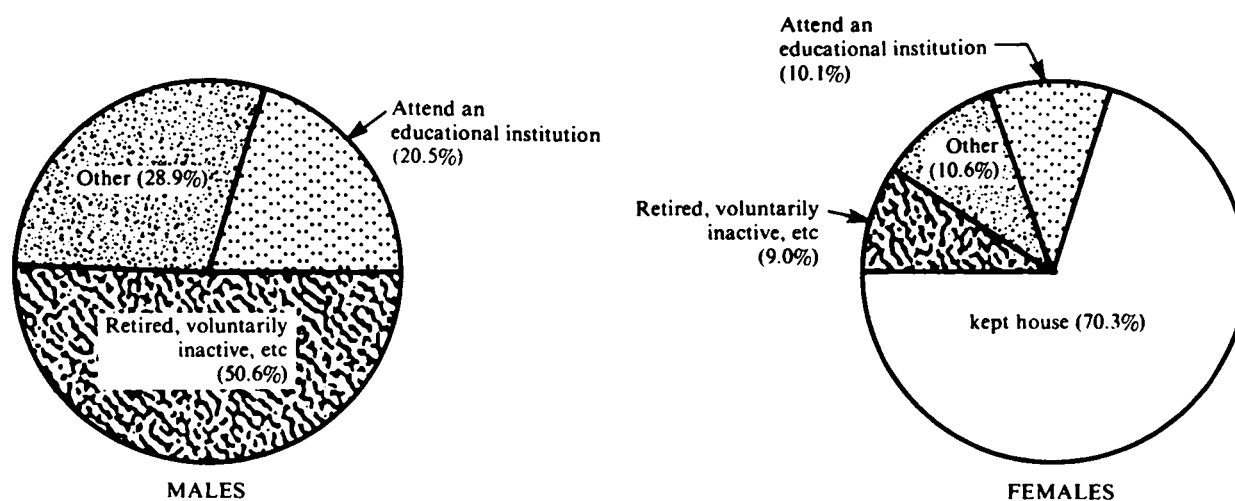 Attend an
educational institution
(20.5%)
Other (28.9%)
Retired, voluntarily
inactive, etc
(50.6%)
MALES
Attend an
educational institution
(10.1%)
Other
(10.6%)
Retired, voluntarily
inactive, etc
(9.0%)
kept house (70.3%)
FEMALES